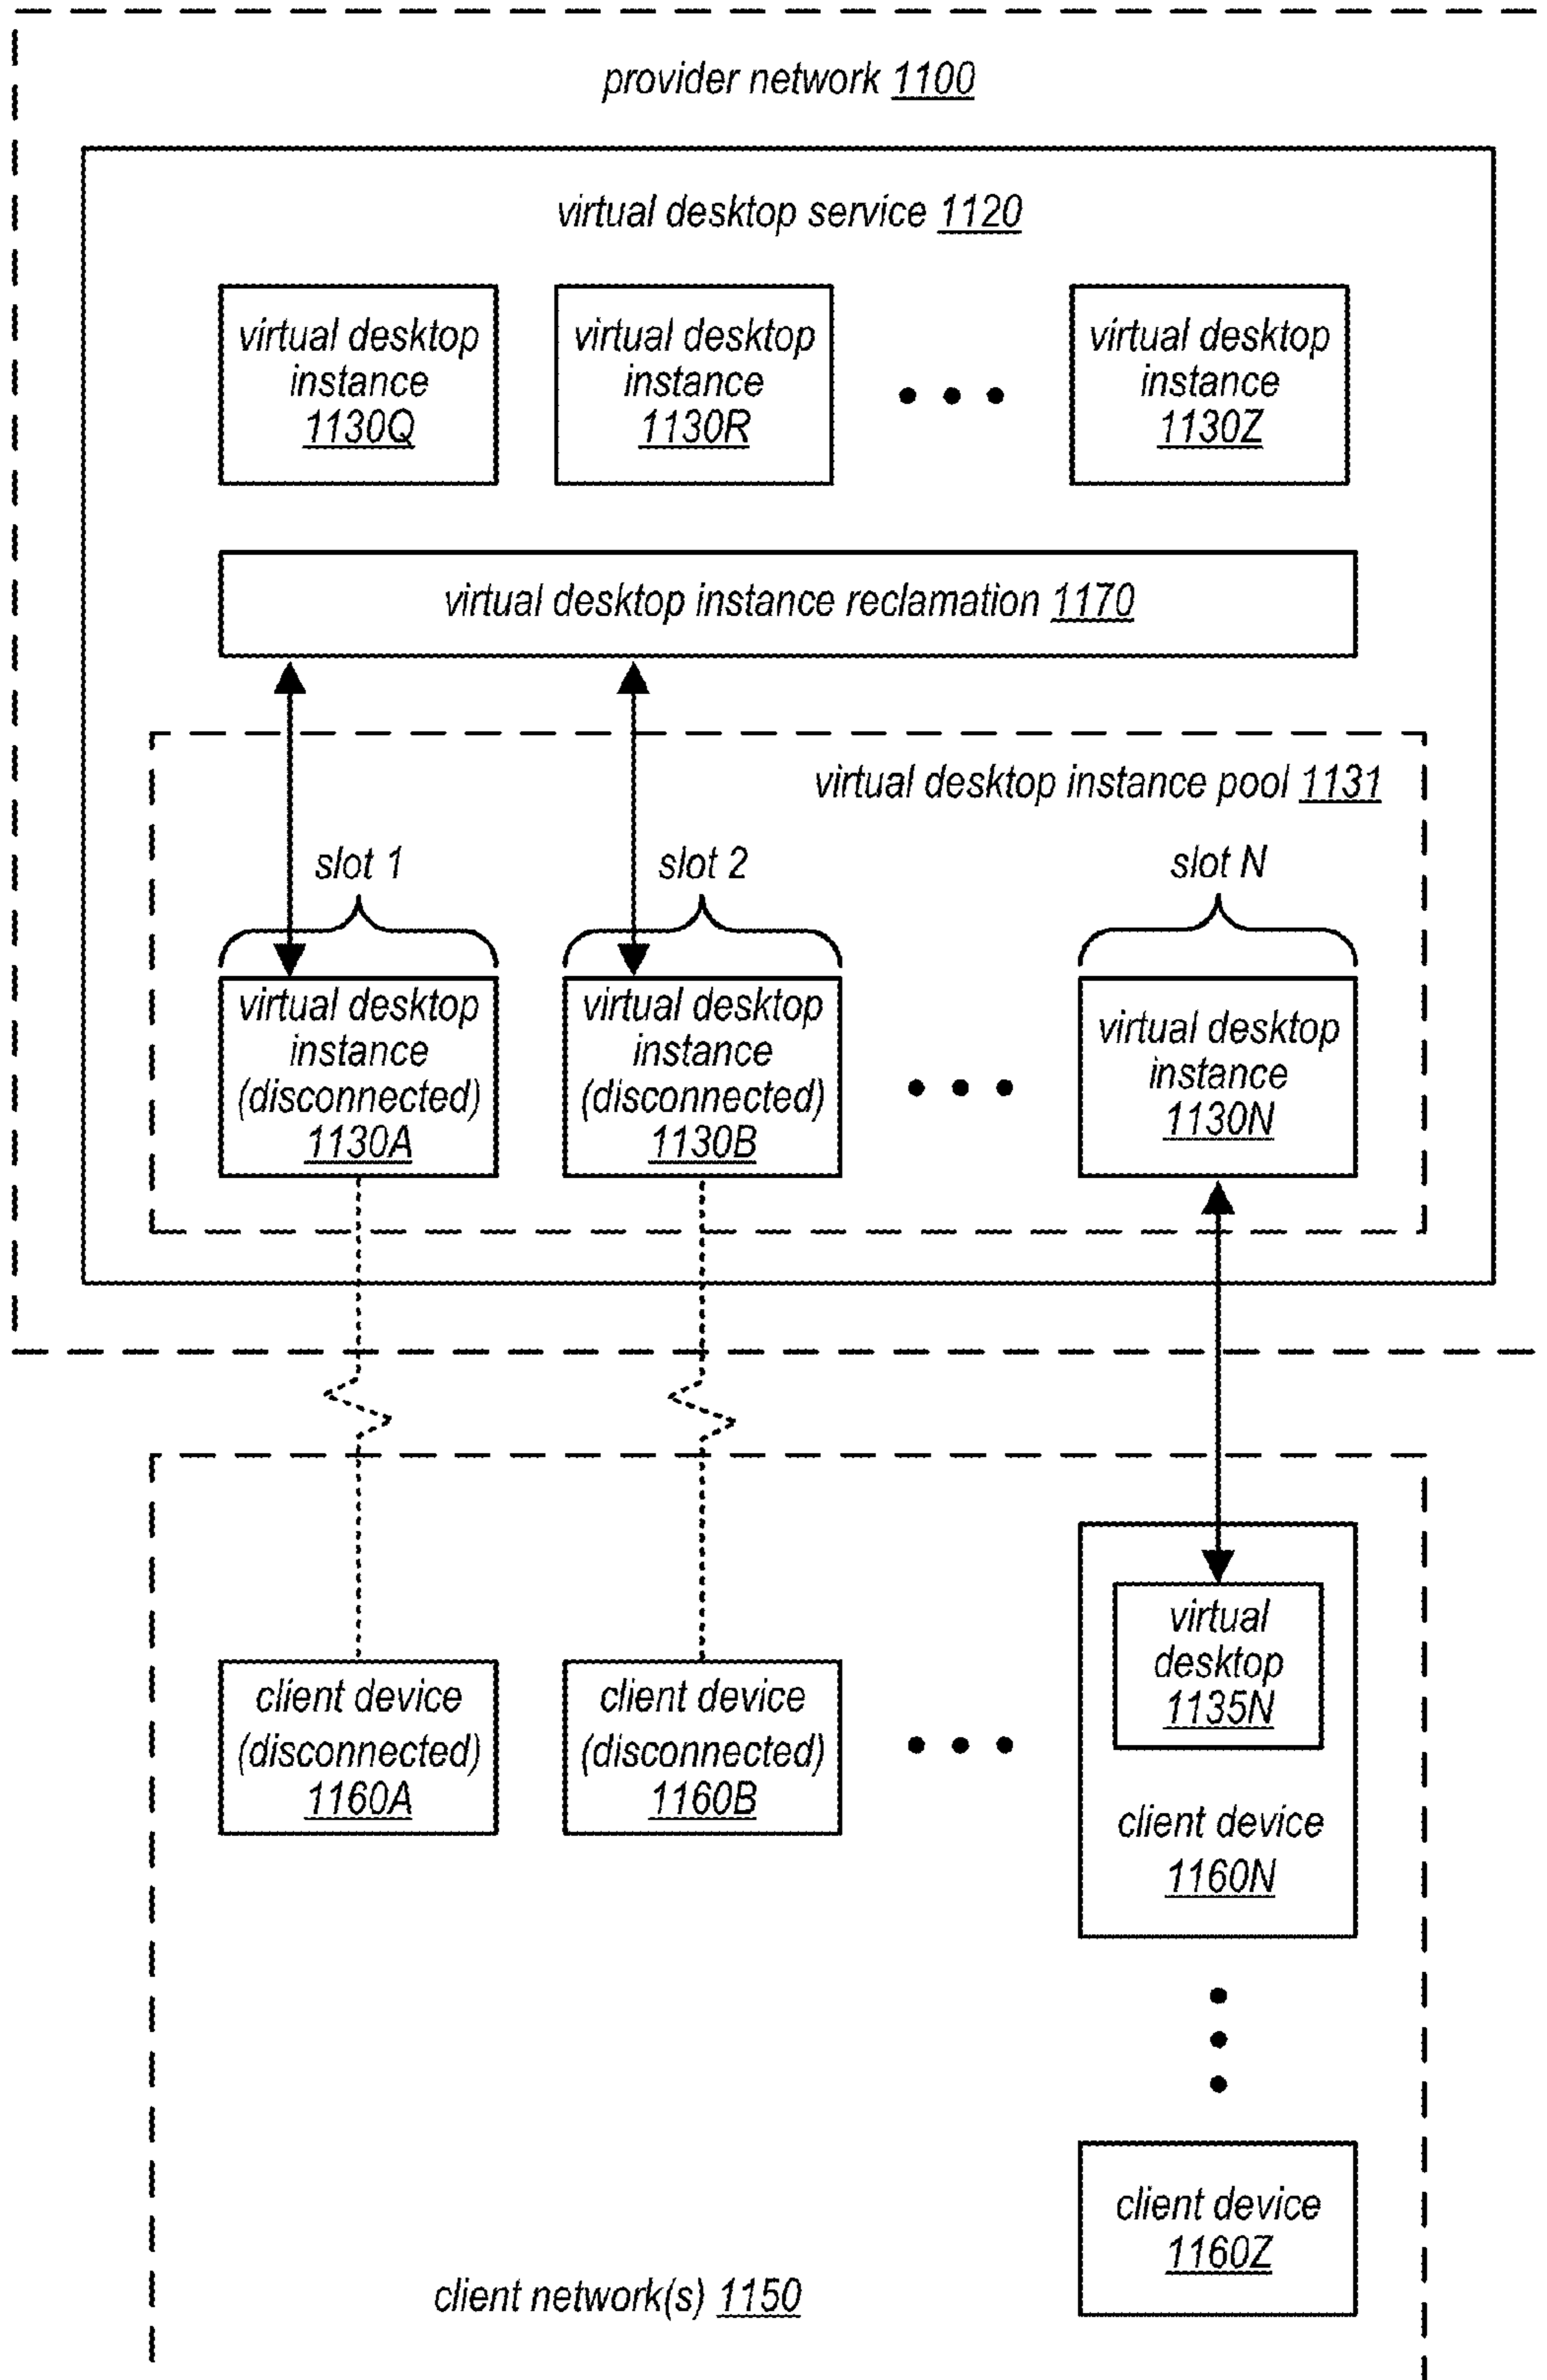 provider network 1100
virtual desktop service 1120
virtual desktop
instance
1130Q
virtual desktop
instance
1130R
virtual desktop
instance
1130Z
virtual desktop instance reclamation 1170
virtual desktop instance pool 1131
slot 1
slot 2
slot N
virtual desktop
instance
(disconnected)
1130A
virtual desktop
instance
(disconnected)
1130B
virtual desktop
instance
1130N
client device
(disconnected)
1160A
client device
(disconnected)
1160B
virtual
desktop
1135N
client device
1160N
client device
1160Z
client network(s) 1150